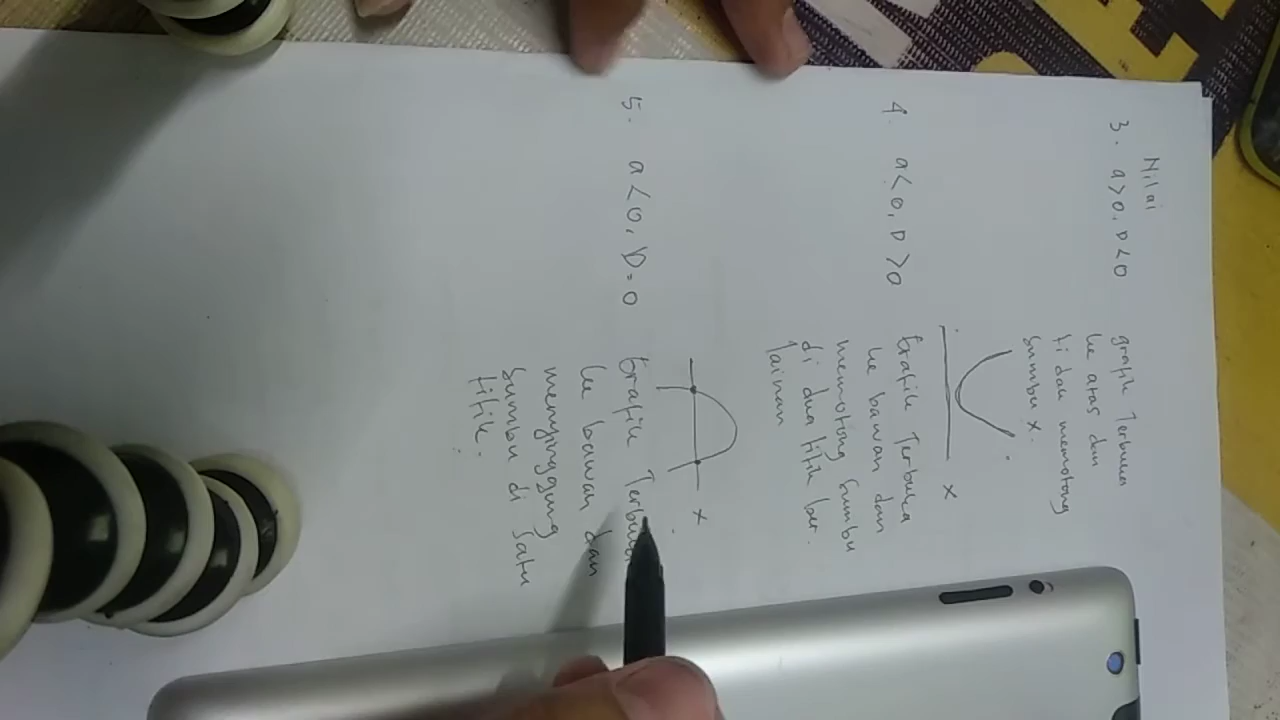 Nilai
3. a > 0, D < 0
grafik Terbuka
ke atas dan
tidak memotong
sumbu x.
x
4. a < 0, D > 0
Grafik Terbuka
ke bawah dan
memotong sumbu
di dua titik ber.
lainan
x
5. a < 0, D = 0
Grafik
ke bawah dan
menyinggung
sumbu di satu
titik.